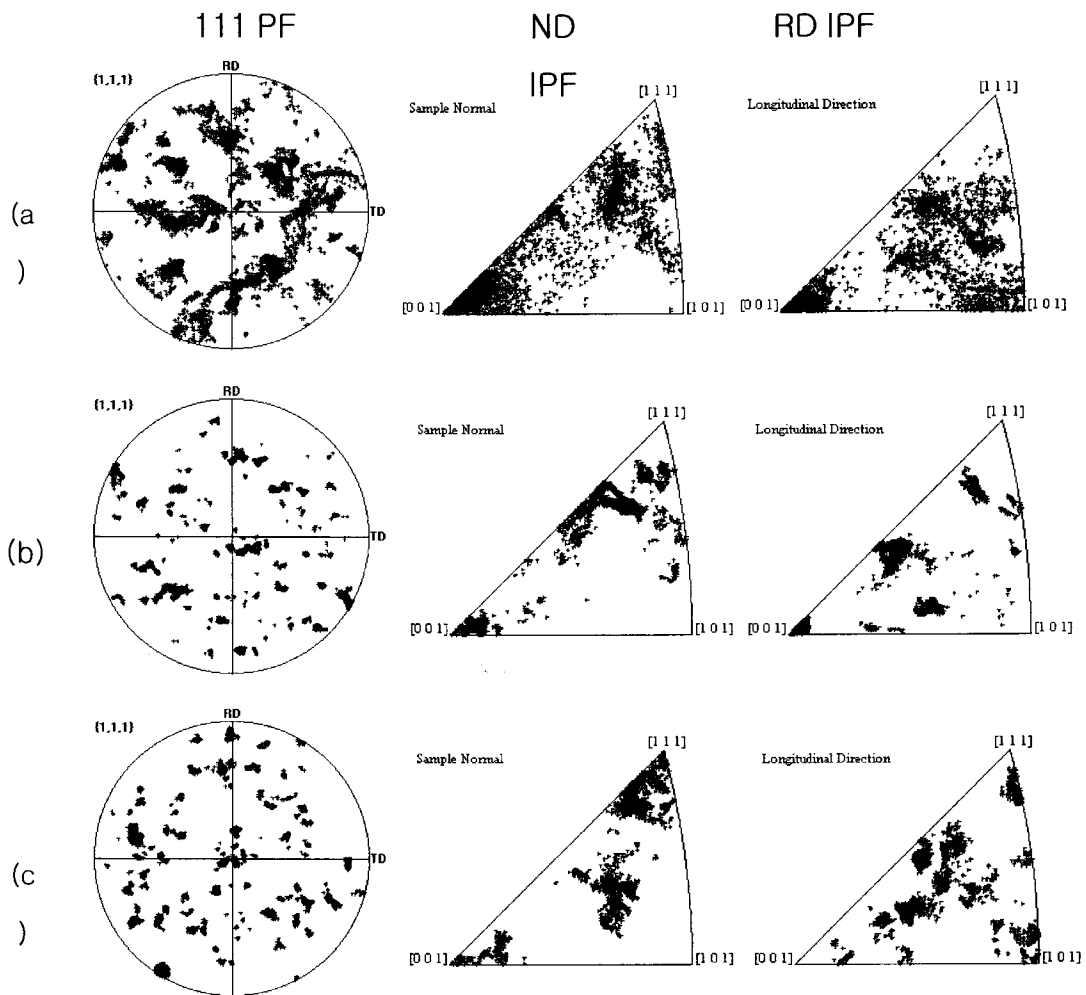 111 PF
ND
IPF
RD IPF
{1,1,1}
RD
TD
Sample Normal
[1 1 1]
[0 0 1]
[1 0 1]
Longitudinal Direction
[1 1 1]
[0 0 1]
[1 0 1]
(a
)
{1,1,1}
RD
TD
Sample Normal
[1 1 1]
[0 0 1]
[1 0 1]
Longitudinal Direction
[1 1 1]
[0 0 1]
[1 0 1]
(b)
{1,1,1}
RD
TD
Sample Normal
[1 1 1]
[0 0 1]
[1 0 1]
Longitudinal Direction
[1 1 1]
[0 0 1]
[1 0 1]
(c
)